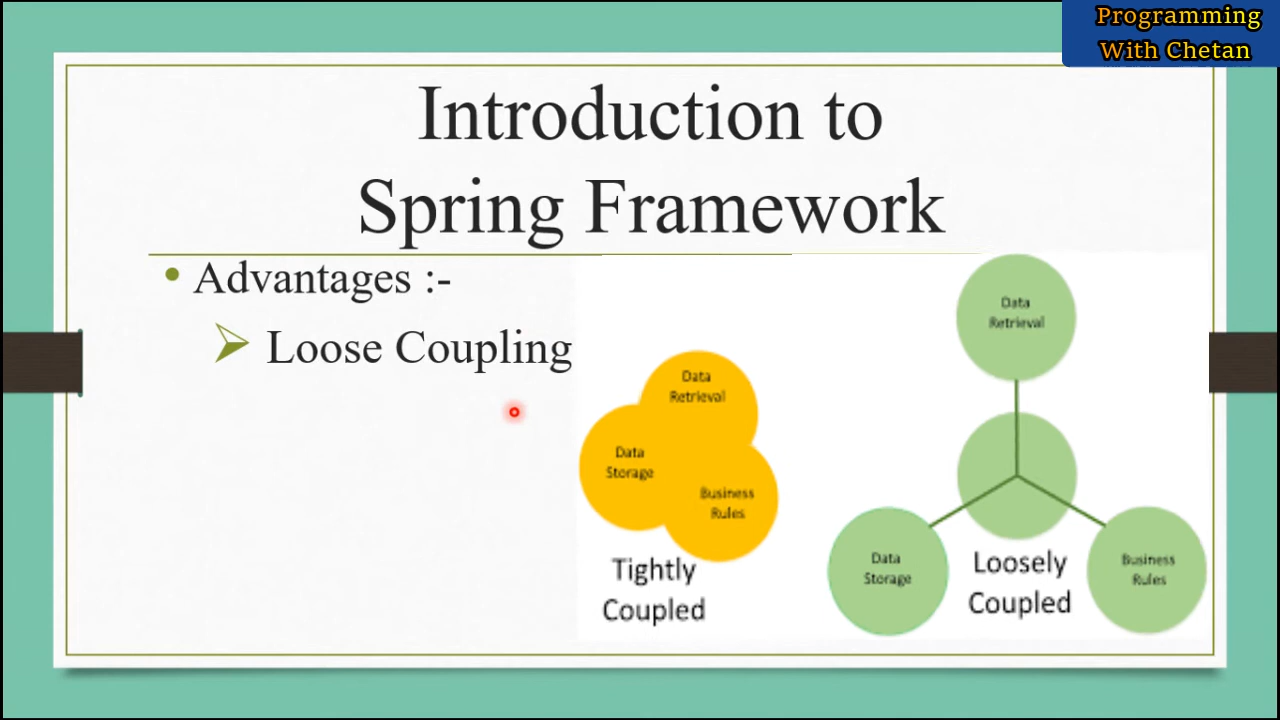 Programming
With Chetan
Introduction to
Spring Framework
Advantages :-
Loose Coupling
Data
Retrieval
Data
Storage
Business
Rules
Tightly
Coupled
Data
Retrieval
Data
Storage
Business
Rules
Loosely
Coupled